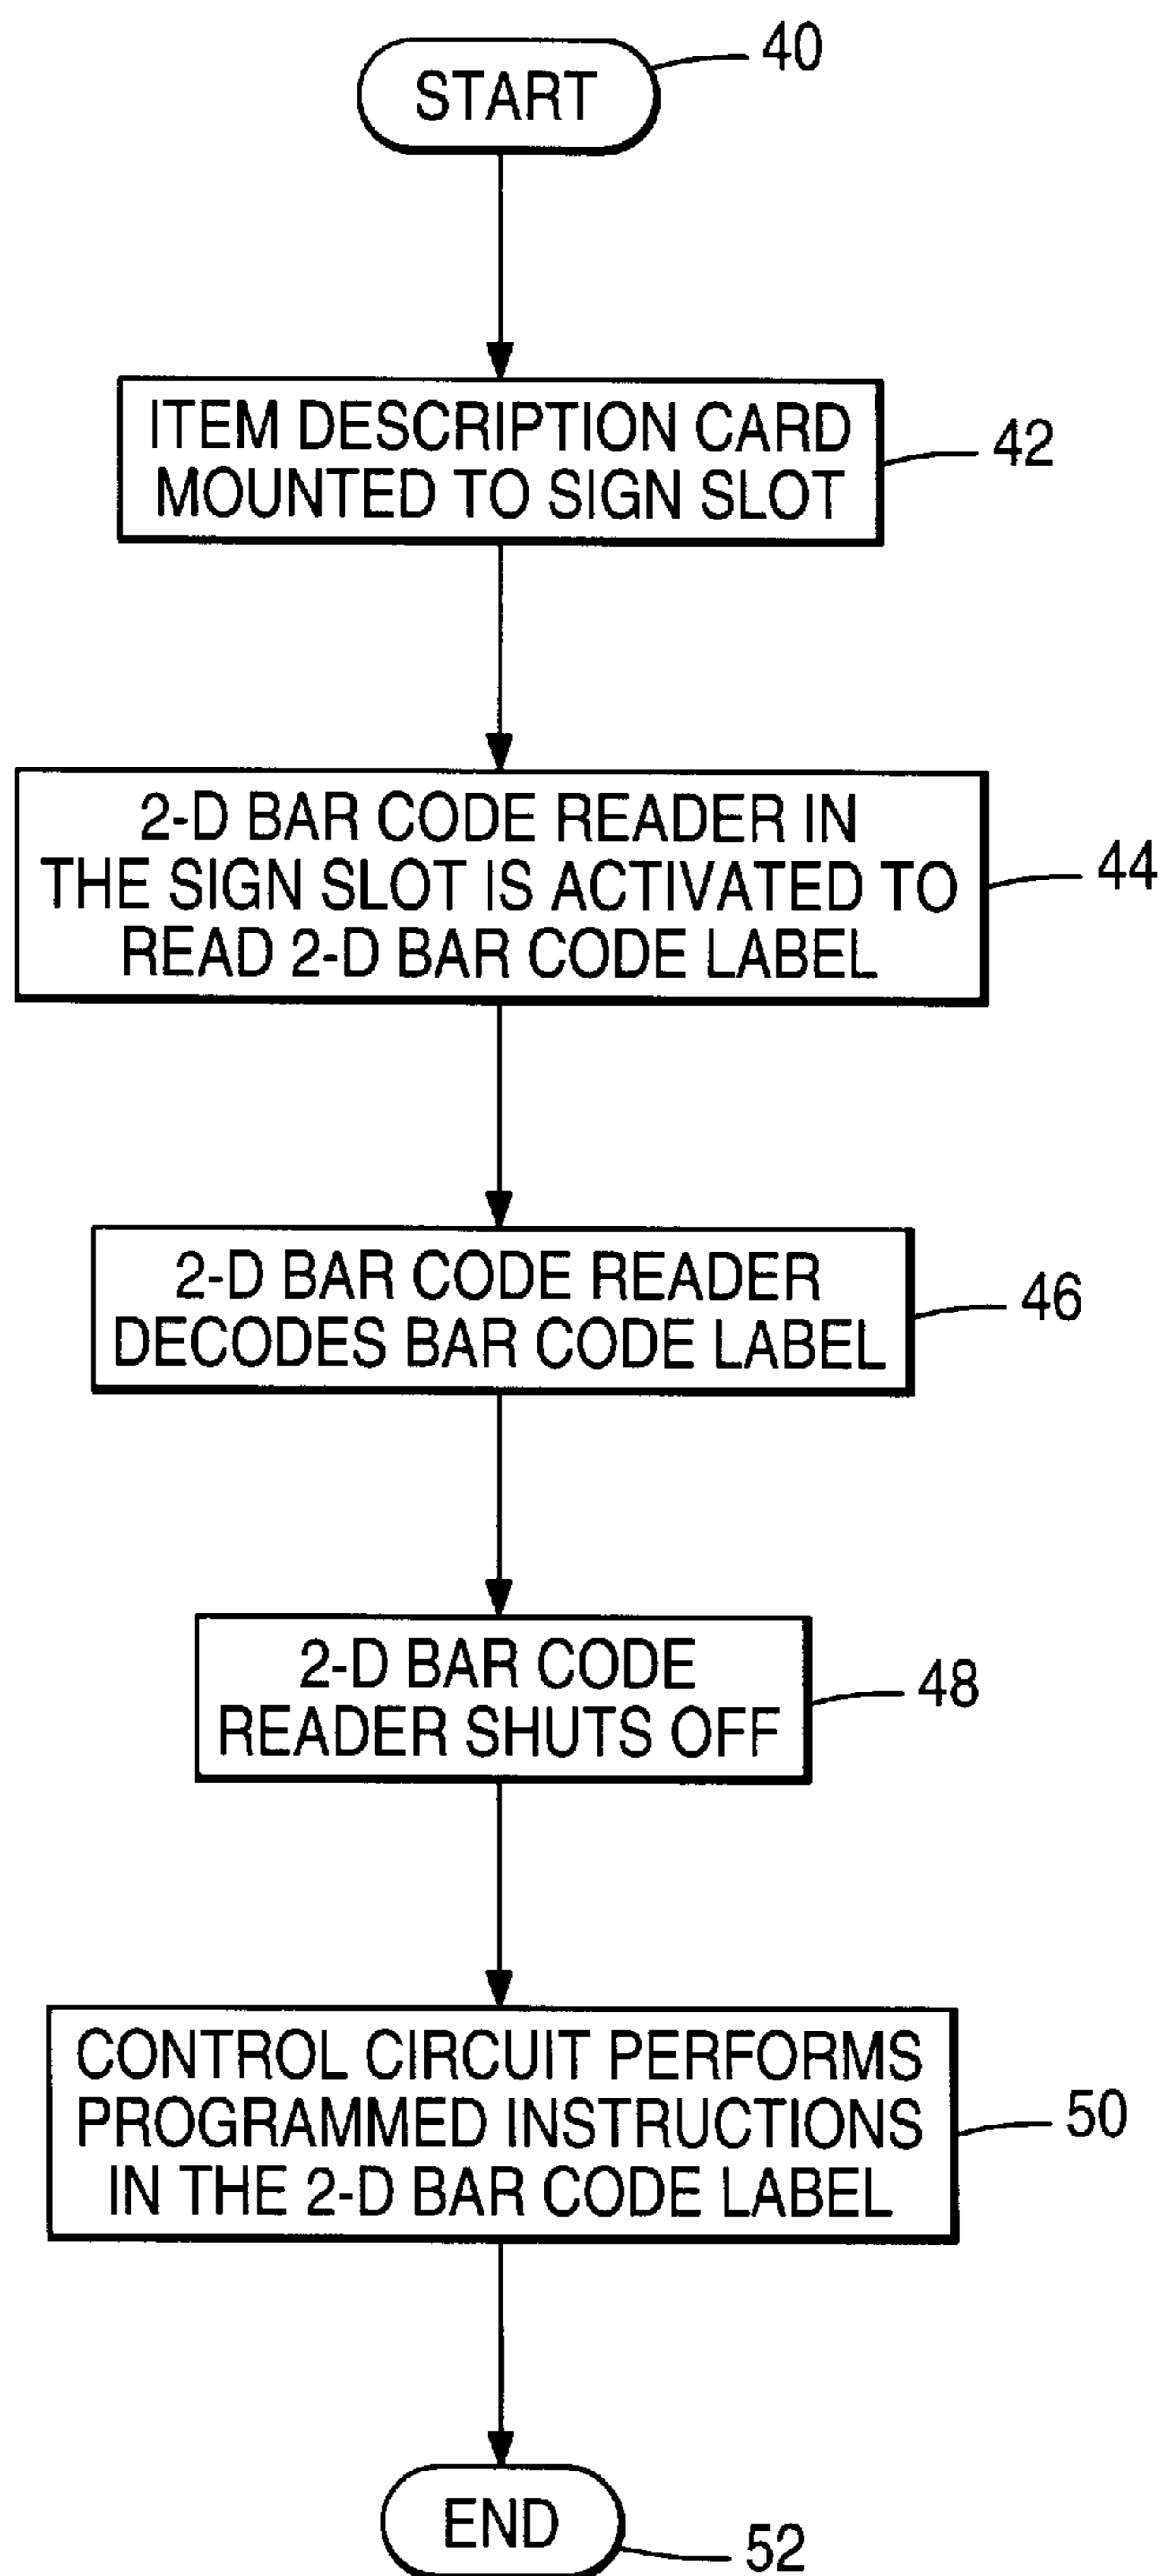 START
40
ITEM DESCRIPTION CARD
MOUNTED TO SIGN SLOT
42
2-D BAR CODE READER IN
THE SIGN SLOT IS ACTIVATED TO
READ 2-D BAR CODE LABEL
44
2-D BAR CODE READER
DECODES BAR CODE LABEL
46
2-D BAR CODE
READER SHUTS OFF
48
CONTROL CIRCUIT PERFORMS
PROGRAMMED INSTRUCTIONS
IN THE 2-D BAR CODE LABEL
50
END
52